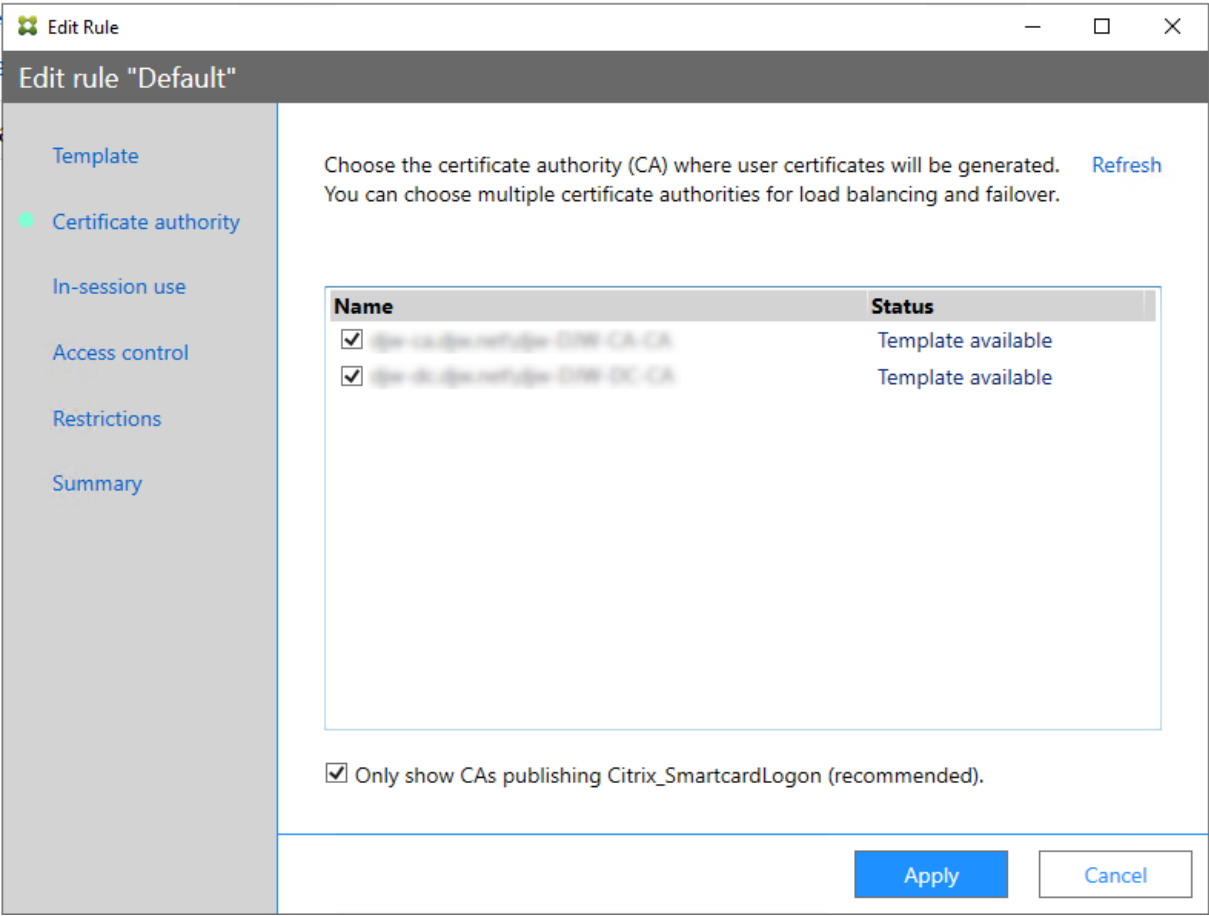 Edit Rule
Edit rule "Default"
Template
Certificate authority
In-session use
Access control
Restrictions
Summary
Choose the certificate authority (CA) where user certificates will be generated.
You can choose multiple certificate authorities for load balancing and failover.
Refresh
Name Status
Template available
Template available
Only show CAs publishing Citrix_SmartcardLogon (recommended).
Apply Cancel